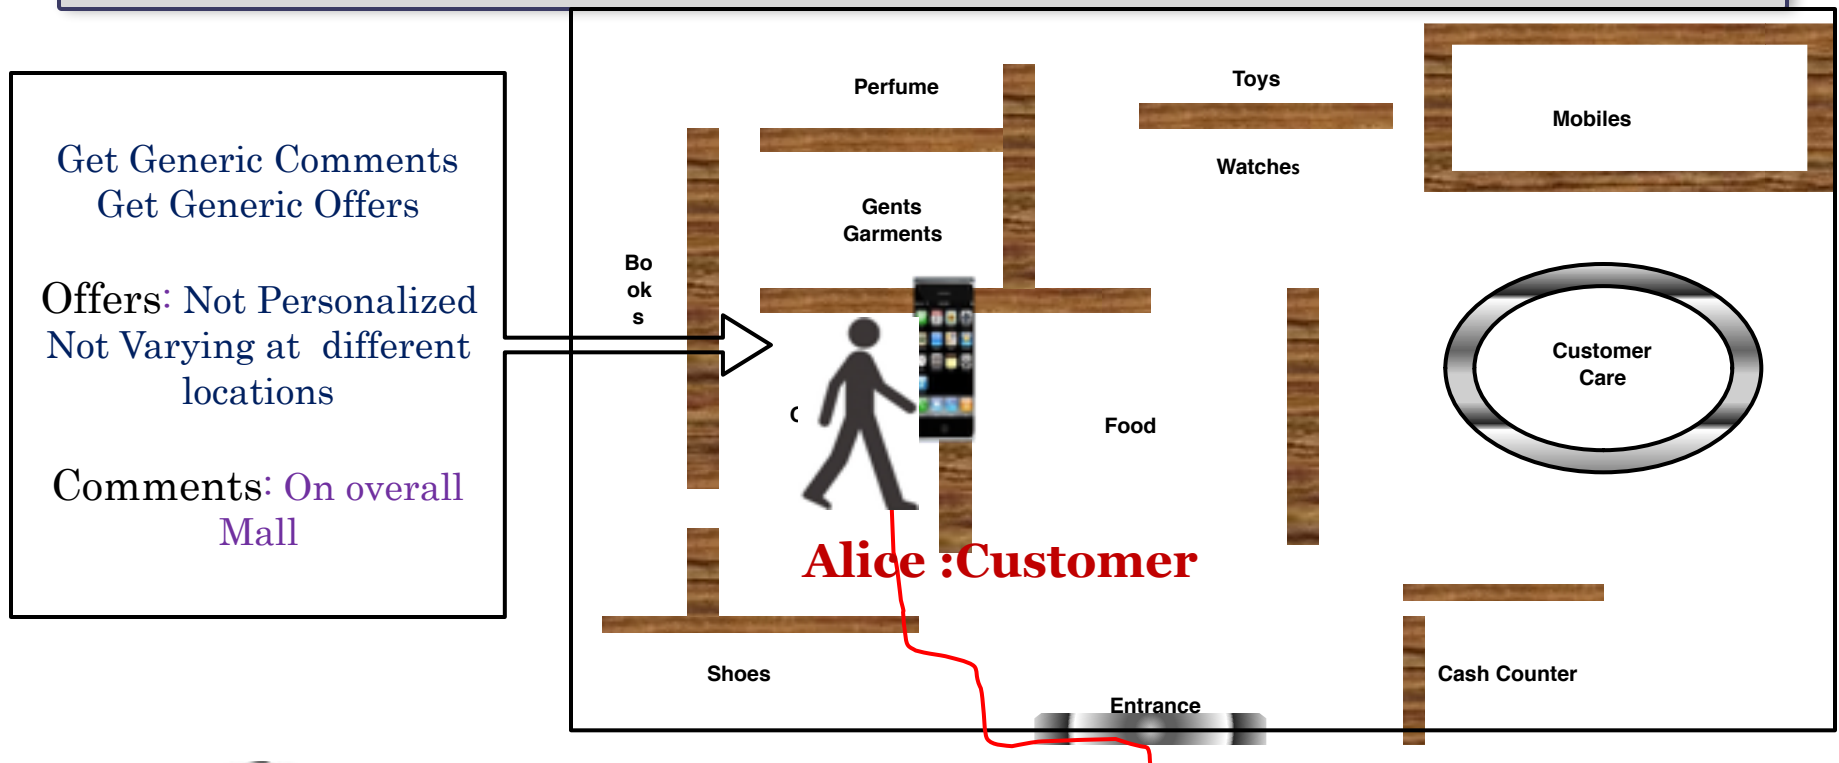 Get Generic Comments
Get Generic Offers
Offers: Not Personalized
Not Varying at different
locations
Comments: On overall
Mall
Perfume
Toys
Mobiles
Watches
Gents
Garments
Bo
ok
s
Customer
Care
Food
Alice :Customer
Shoes
Cash Counter
Entrance